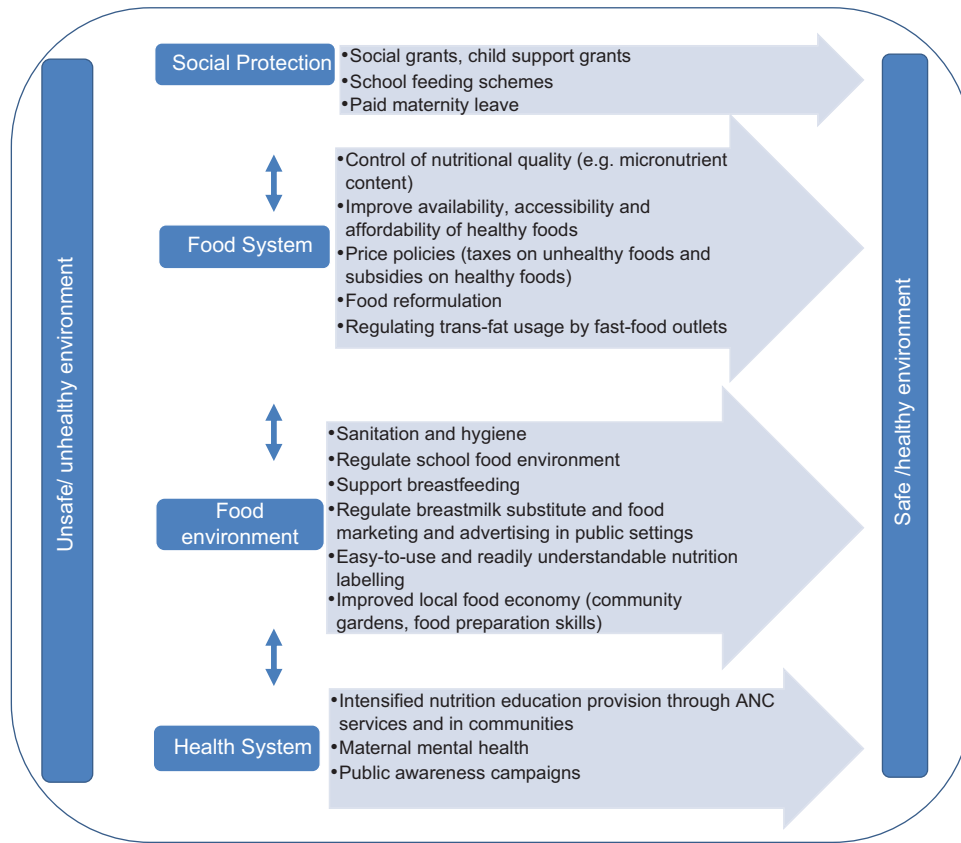 Unsafe/ unhealthy environment
Social Protection
•Social grants, child support grants
•School feeding schemes
•Paid maternity leave
Food System
•Control of nutritional quality (e.g. micronutrient
content)
•Improve availability, accessibility and
affordability of healthy foods
•Price policies (taxes on unhealthy foods and
subsidies on healthy foods)
•Food reformulation
•Regulating trans-fat usage by fast-food outlets
Food
environment
•Sanitation and hygiene
•Regulate school food environment
•Support breastfeeding
•Regulate breastmilk substitute and food
marketing and advertising in public settings
•Easy-to-use and readily understandable nutrition
labelling
•Improved local food economy (community
gardens, food preparation skills)
Health System
•Intensified nutrition education provision through ANC
services and in communities
•Maternal mental health
•Public awareness campaigns
Safe /healthy environment